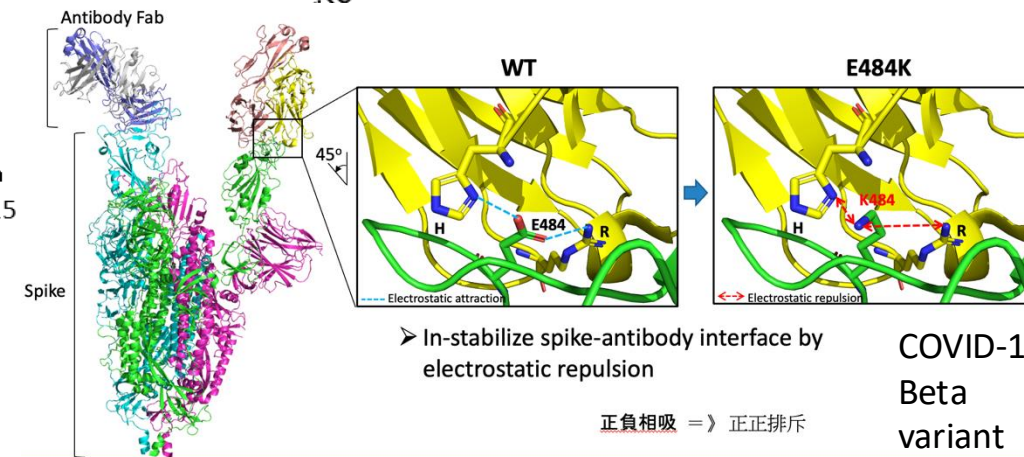 Antibody Fab
WT
E484K
45°
Spike
H
E484
R
Electrostatic attraction
K484
H
R
Electrostatic repulsion
➢ In-stabilize spike-antibody interface by
electrostatic repulsion
正負相吸 =》正正排斥
COVID-1
Beta
variant